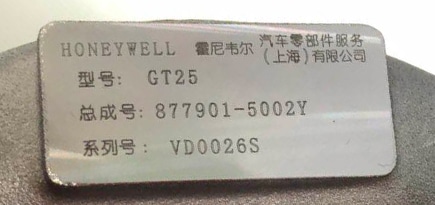 HONEYWELL 霍尼韦尔 汽车零部件服务(上海)有限公司
型号: GT25
总成号: 877901-5002Y
系列号: VD0026S